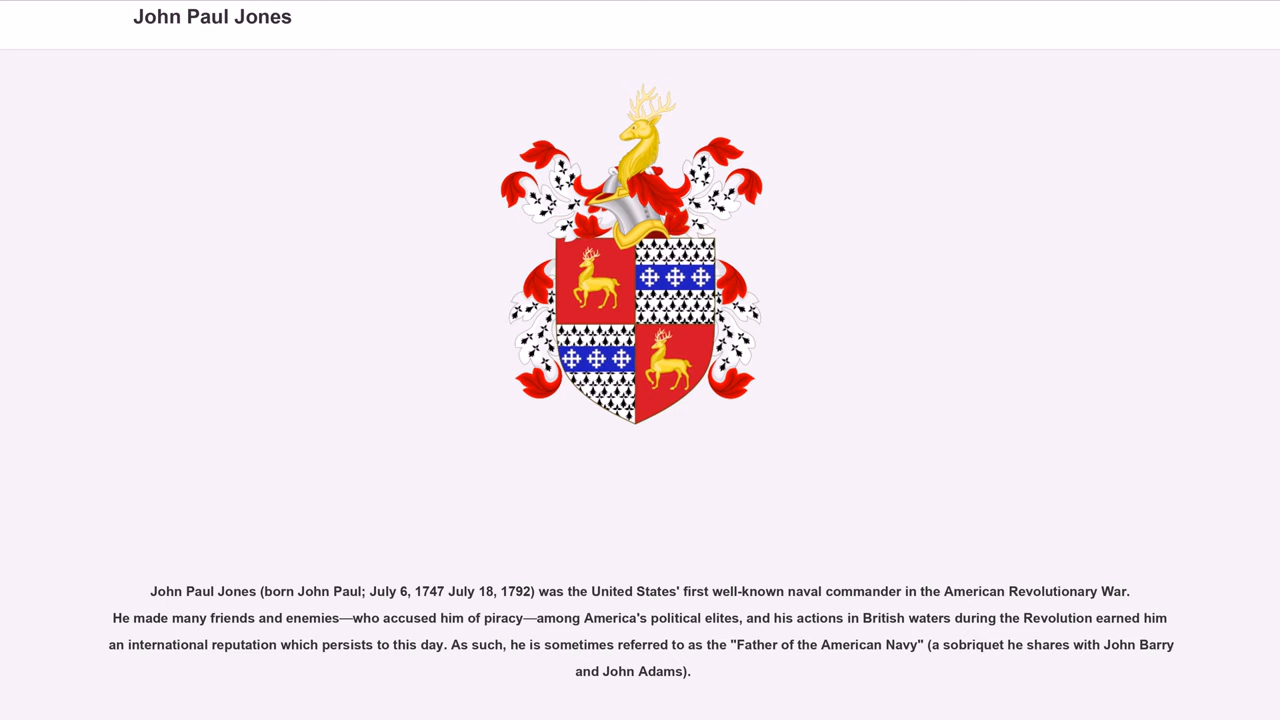 John Paul Jones
John Paul Jones (born John Paul; July 6, 1747 July 18, 1792) was the United States' first well-known naval commander in the American Revolutionary War.
He made many friends and enemies—who accused him of piracy—among America's political elites, and his actions in British waters during the Revolution earned him
an international reputation which persists to this day. As such, he is sometimes referred to as the "Father of the American Navy" (a sobriquet he shares with John Barry
and John Adams).